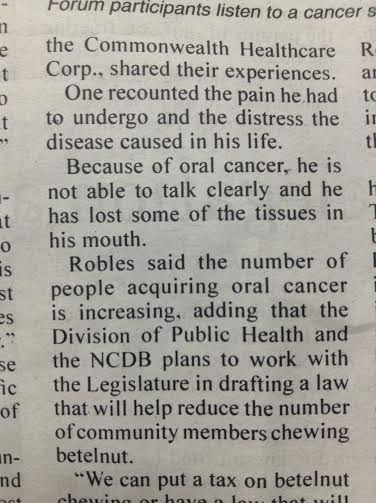 Forum participants listen to a cancer
the Commonwealth Healthcare
Corp., shared their experiences.
One recounted the pain he had
to undergo and the distress the
disease caused in his life.
Because of oral cancer, he is
not able to talk clearly and he
has lost some of the tissues in
his mouth.
Robles said the number of
people acquiring oral cancer
is increasing, adding that the
Division of Public Health and
the NCDB plans to work with
the Legislature in drafting a law
that will help reduce the number
of community members chewing
betelnut.
“We can put a tax on betelnut
chewing or have a law that will